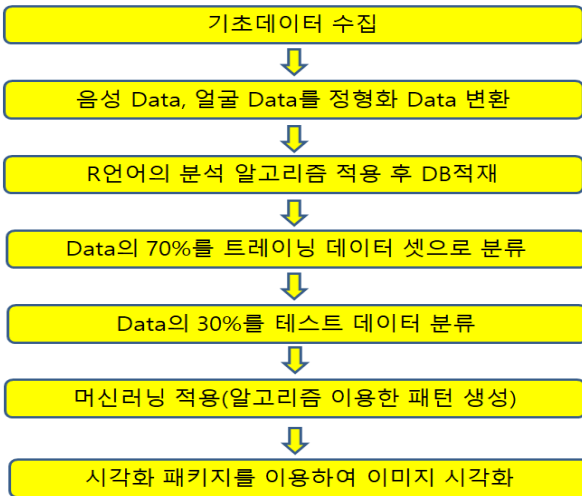 기초데이터 수집
음성 Data, 얼굴 Data를 정형화 Data 변환
R언어의 분석 알고리즘 적용 후 DB적재
Data의 70%를 트레이닝 데이터 셋으로 분류
Data의 30%를 테스트 데이터 분류
머신러닝 적용(알고리즘 이용한 패턴 생성)
시각화 패키지를 이용하여 이미지 시각화